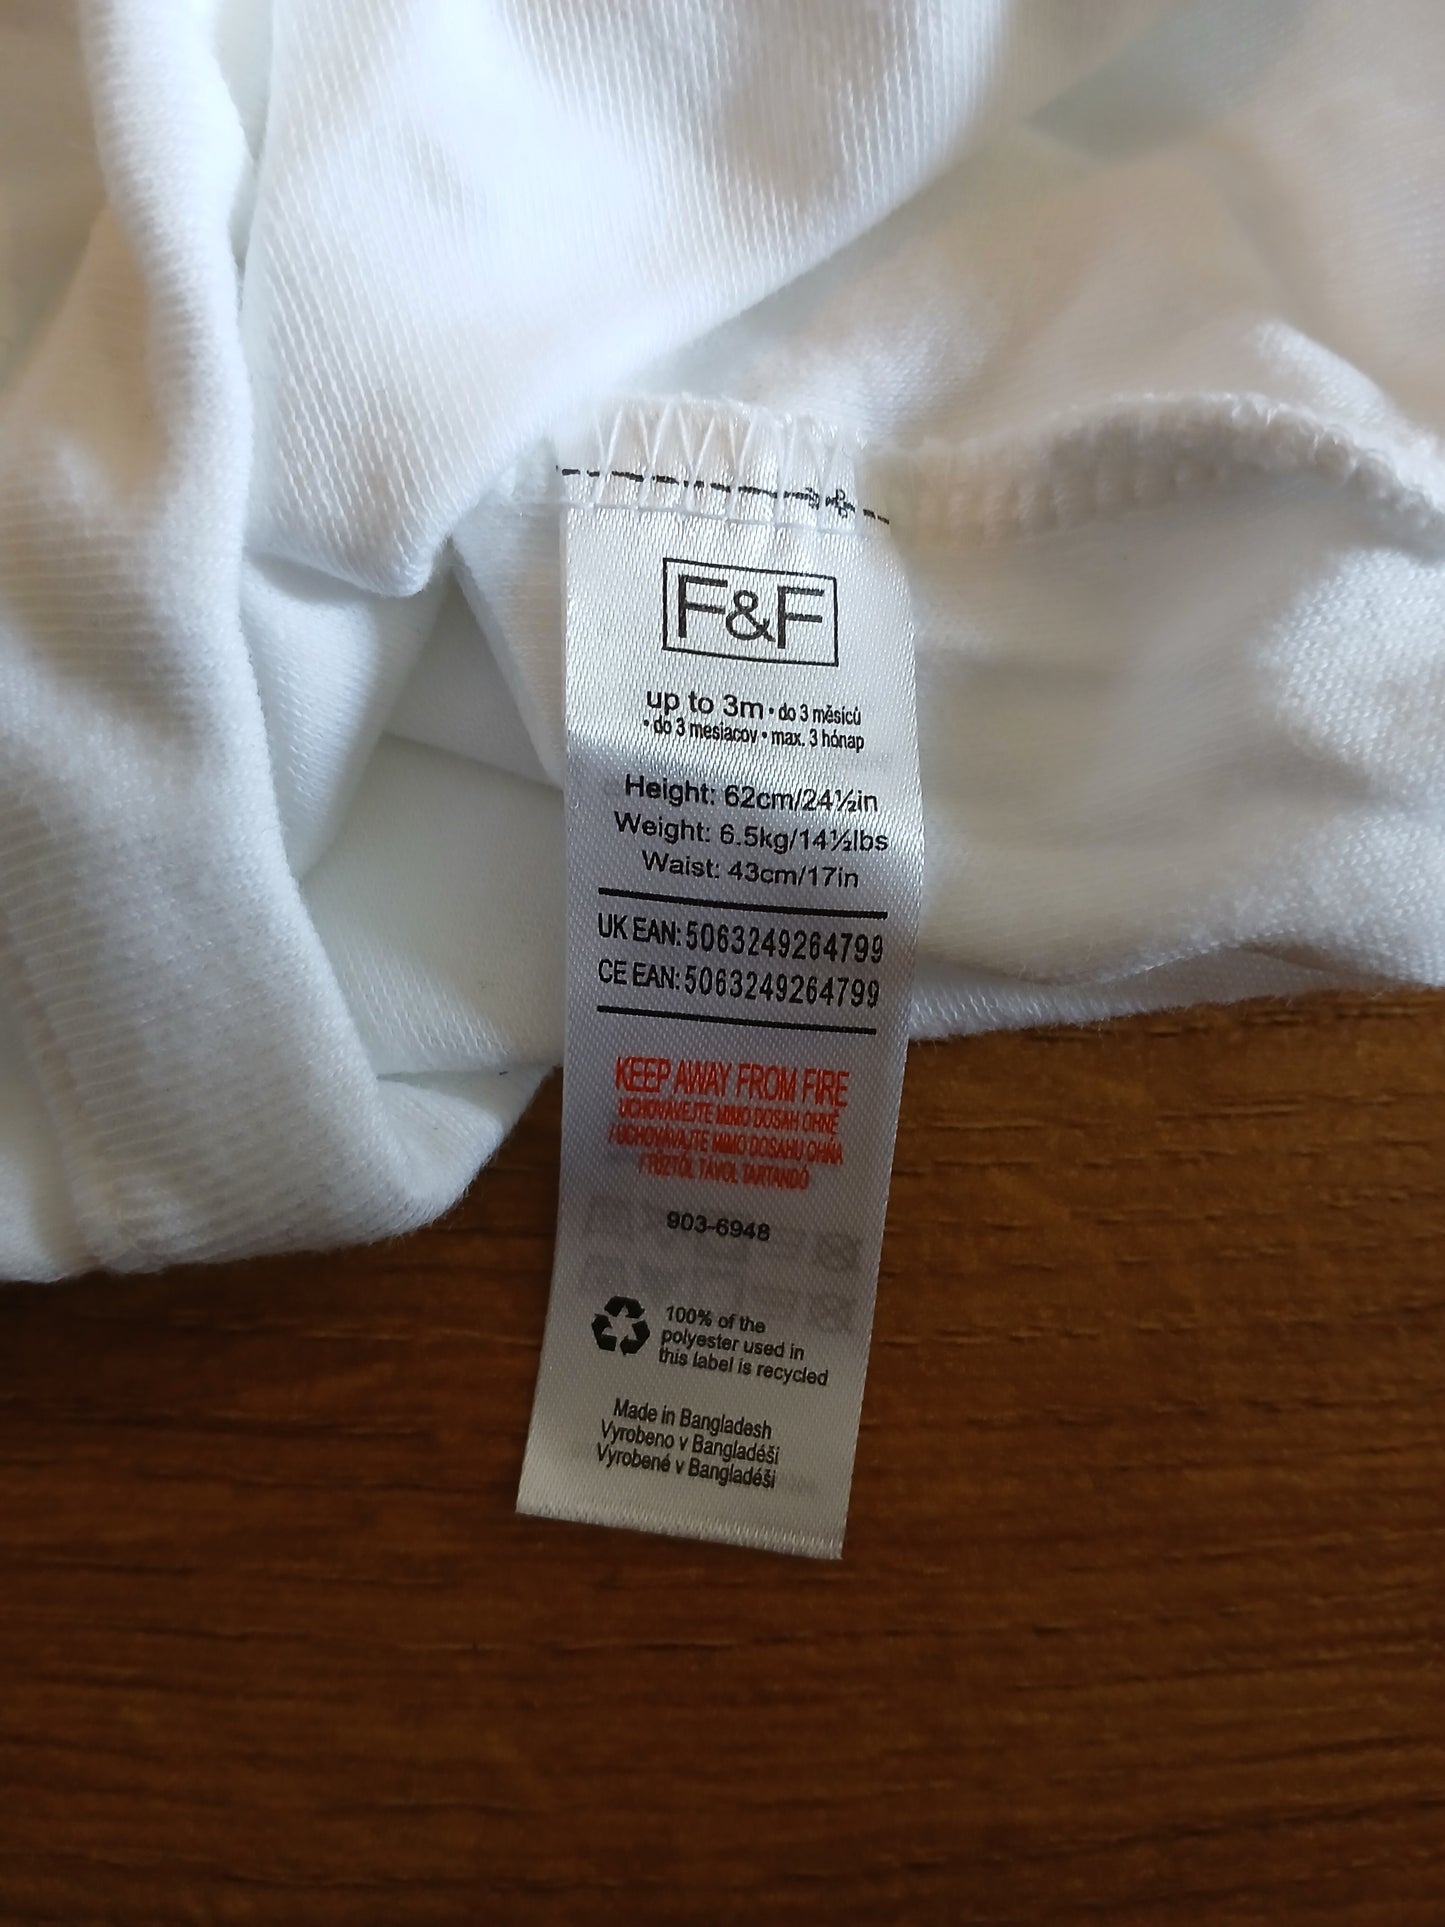 F&F
up to 3m • do 3 měsíců
• do 3 mesiacov • max. 3 hónap
Height: 62cm/24½in
Weight: 6.5kg/14½lbs
Waist: 43cm/17in
UK EAN: 5063249264799
CE EAN: 5063249264799
KEEP AWAY FROM FIRE
UCHOVÁVEJTE MIMO DOSAH OHNĚ
/ UCHOVÁVAJTE MIMO DOSAHU OHŇA
/ TŰZTŐL TÁVOL TARTANDÓ
903-6948
100% of the
polyester used in
this label is recycled
Made in Bangladesh
Vyrobeno v Bangladéši
Vyrobené v Bangladéši